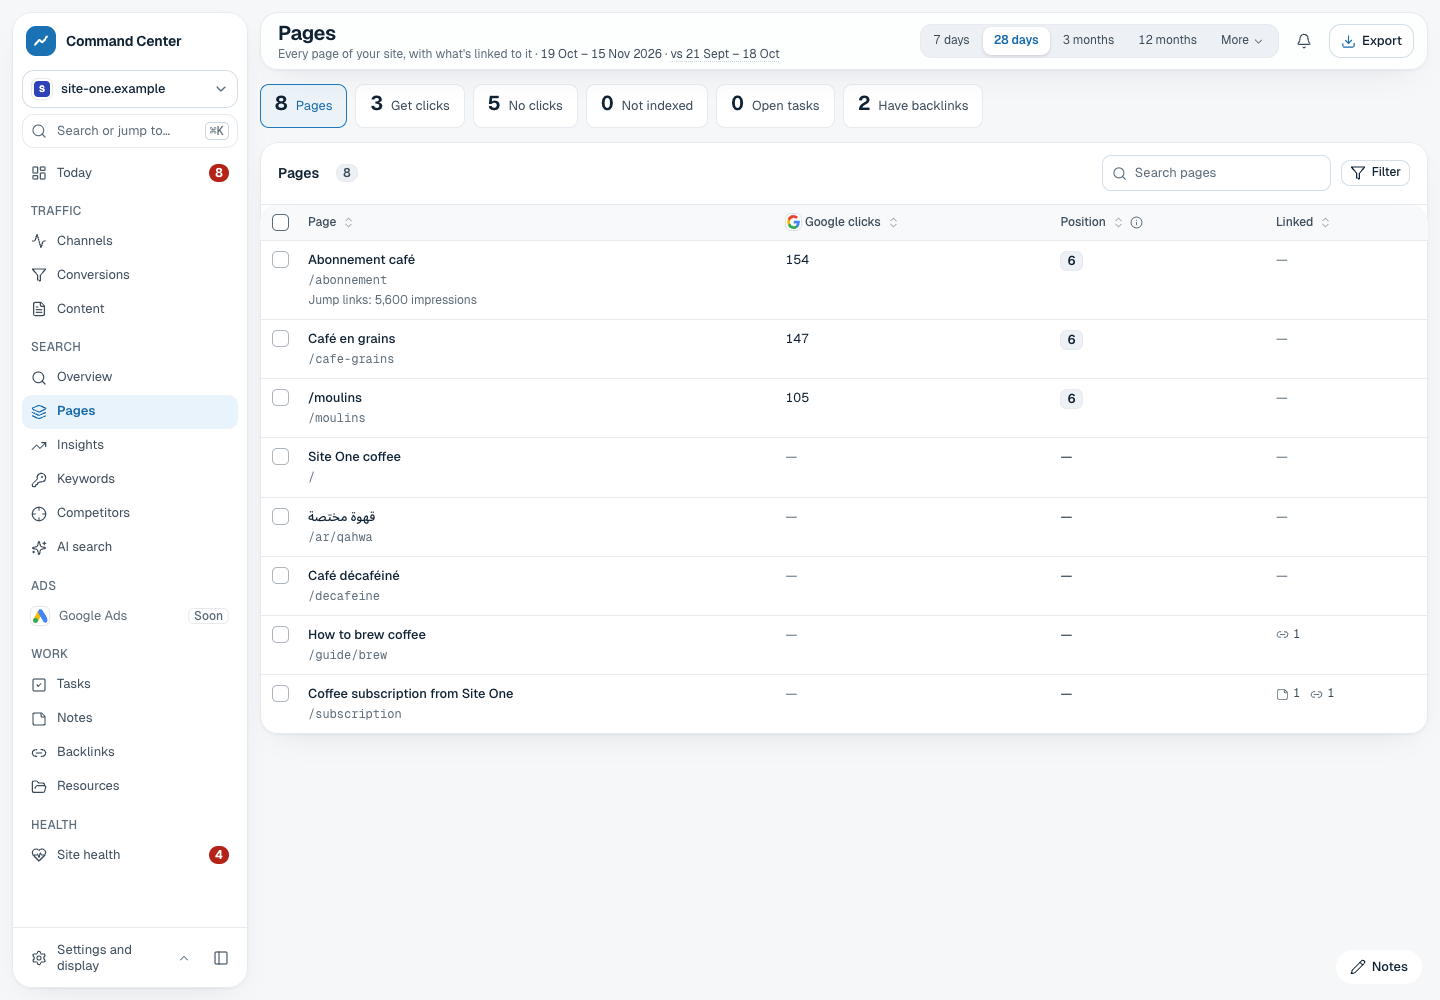 Command Center
S site-one.example
Search or jump to... ⌘K
Today 8
TRAFFIC
Channels
Conversions
Content
SEARCH
Overview
Pages
Insights
Keywords
Competitors
AI search
ADS
Google Ads Soon
WORK
Tasks
Notes
Backlinks
Resources
HEALTH
Site health 4
Settings and
display
Pages
Every page of your site, with what's linked to it · 19 Oct – 15 Nov 2026 · vs 21 Sept – 18 Oct
7 days 28 days 3 months 12 months More
Export
8 Pages
3 Get clicks
5 No clicks
0 Not indexed
0 Open tasks
2 Have backlinks
Pages 8
Search pages
Filter
Page Google clicks Position Linked
Abonnement café 154 6 —
/abonnement
Jump links: 5,600 impressions
Café en grains 147 6 —
/cafe-grains
/moulins 105 6 —
/moulins
Site One coffee — — —
/
قهوة مختصة — — —
/ar/qahwa
Café décaféiné — — —
/decafeine
How to brew coffee — — 1
/guide/brew
Coffee subscription from Site One — — 1 1
/subscription
Notes